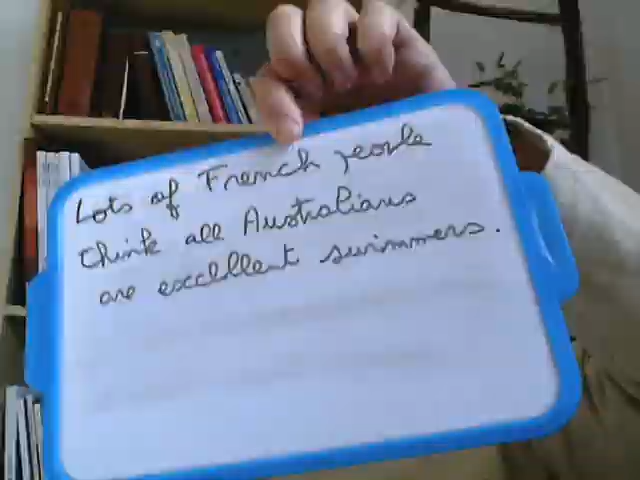 Lots of French people
think all Australians
are excellent swimmers.